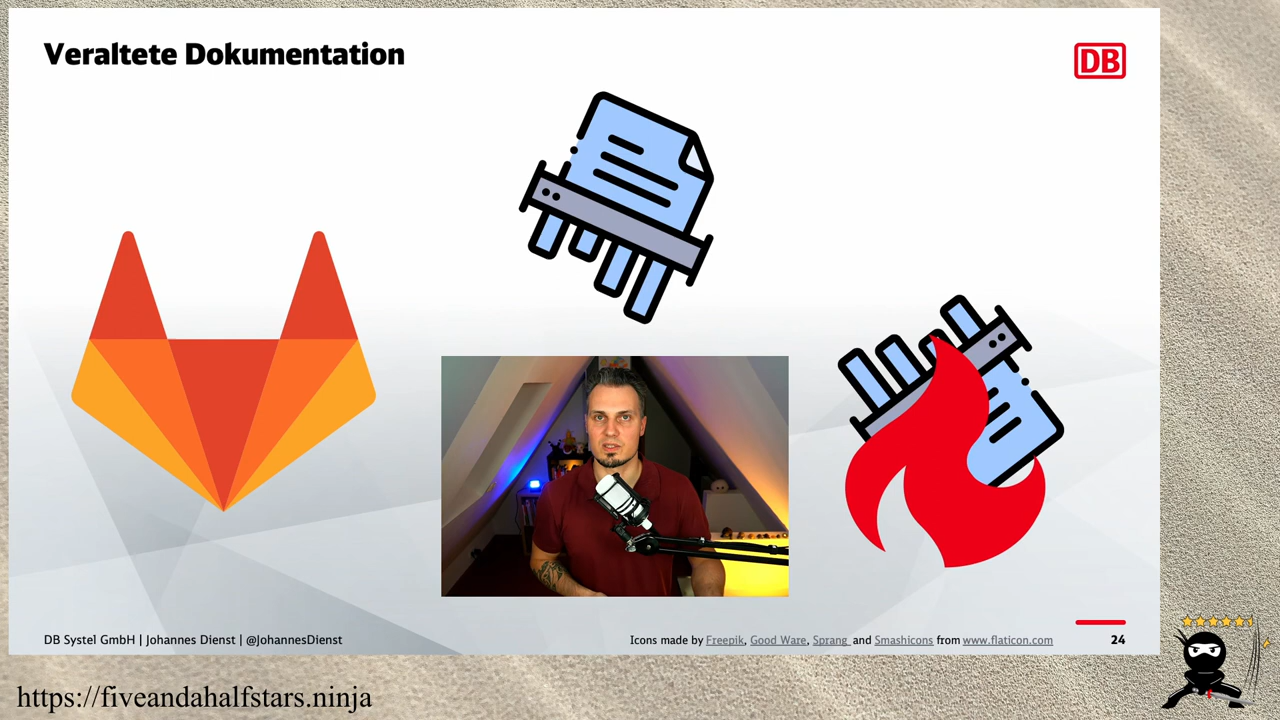 Veraltete Dokumentation
DB
DB Systel GmbH | Johannes Dienst | @JohannesDienst
Icons made by Freepik, Good Ware, Sprang and Smashicons from www.flaticon.com
24
https://fiveandahalfstars.ninja